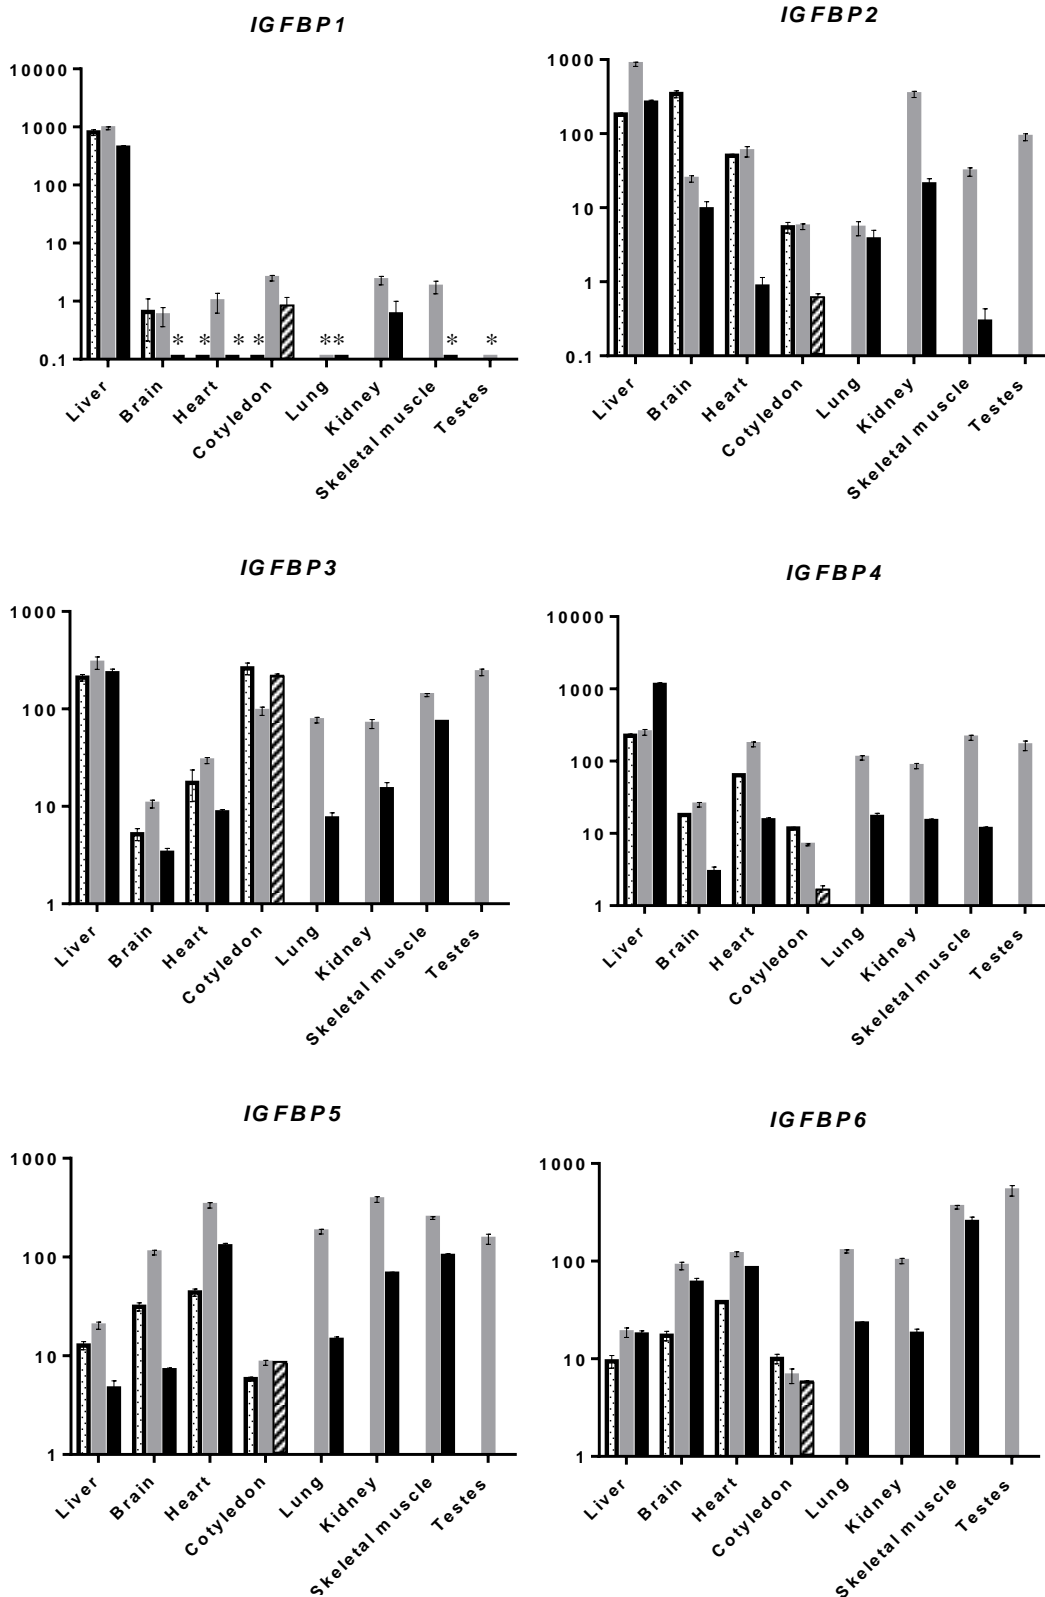 IGFBP1
10000
1000
100
10
1
0.1
* * * * ** * *
Liver
Brain
Heart
Cotyledon
Lung
Kidney
Skeletal muscle
Testes
IGFBP2
1000
100
10
1
0.1
Liver
Brain
Heart
Cotyledon
Lung
Kidney
Skeletal muscle
Testes
IGFBP3
1000
100
10
1
Liver
Brain
Heart
Cotyledon
Lung
Kidney
Skeletal muscle
Testes
IGFBP4
10000
1000
100
10
1
Liver
Brain
Heart
Cotyledon
Lung
Kidney
Skeletal muscle
Testes
IGFBP5
1000
100
10
1
Liver
Brain
Heart
Cotyledon
Lung
Kidney
Skeletal muscle
Testes
IGFBP6
1000
100
10
1
Liver
Brain
Heart
Cotyledon
Lung
Kidney
Skeletal muscle
Testes